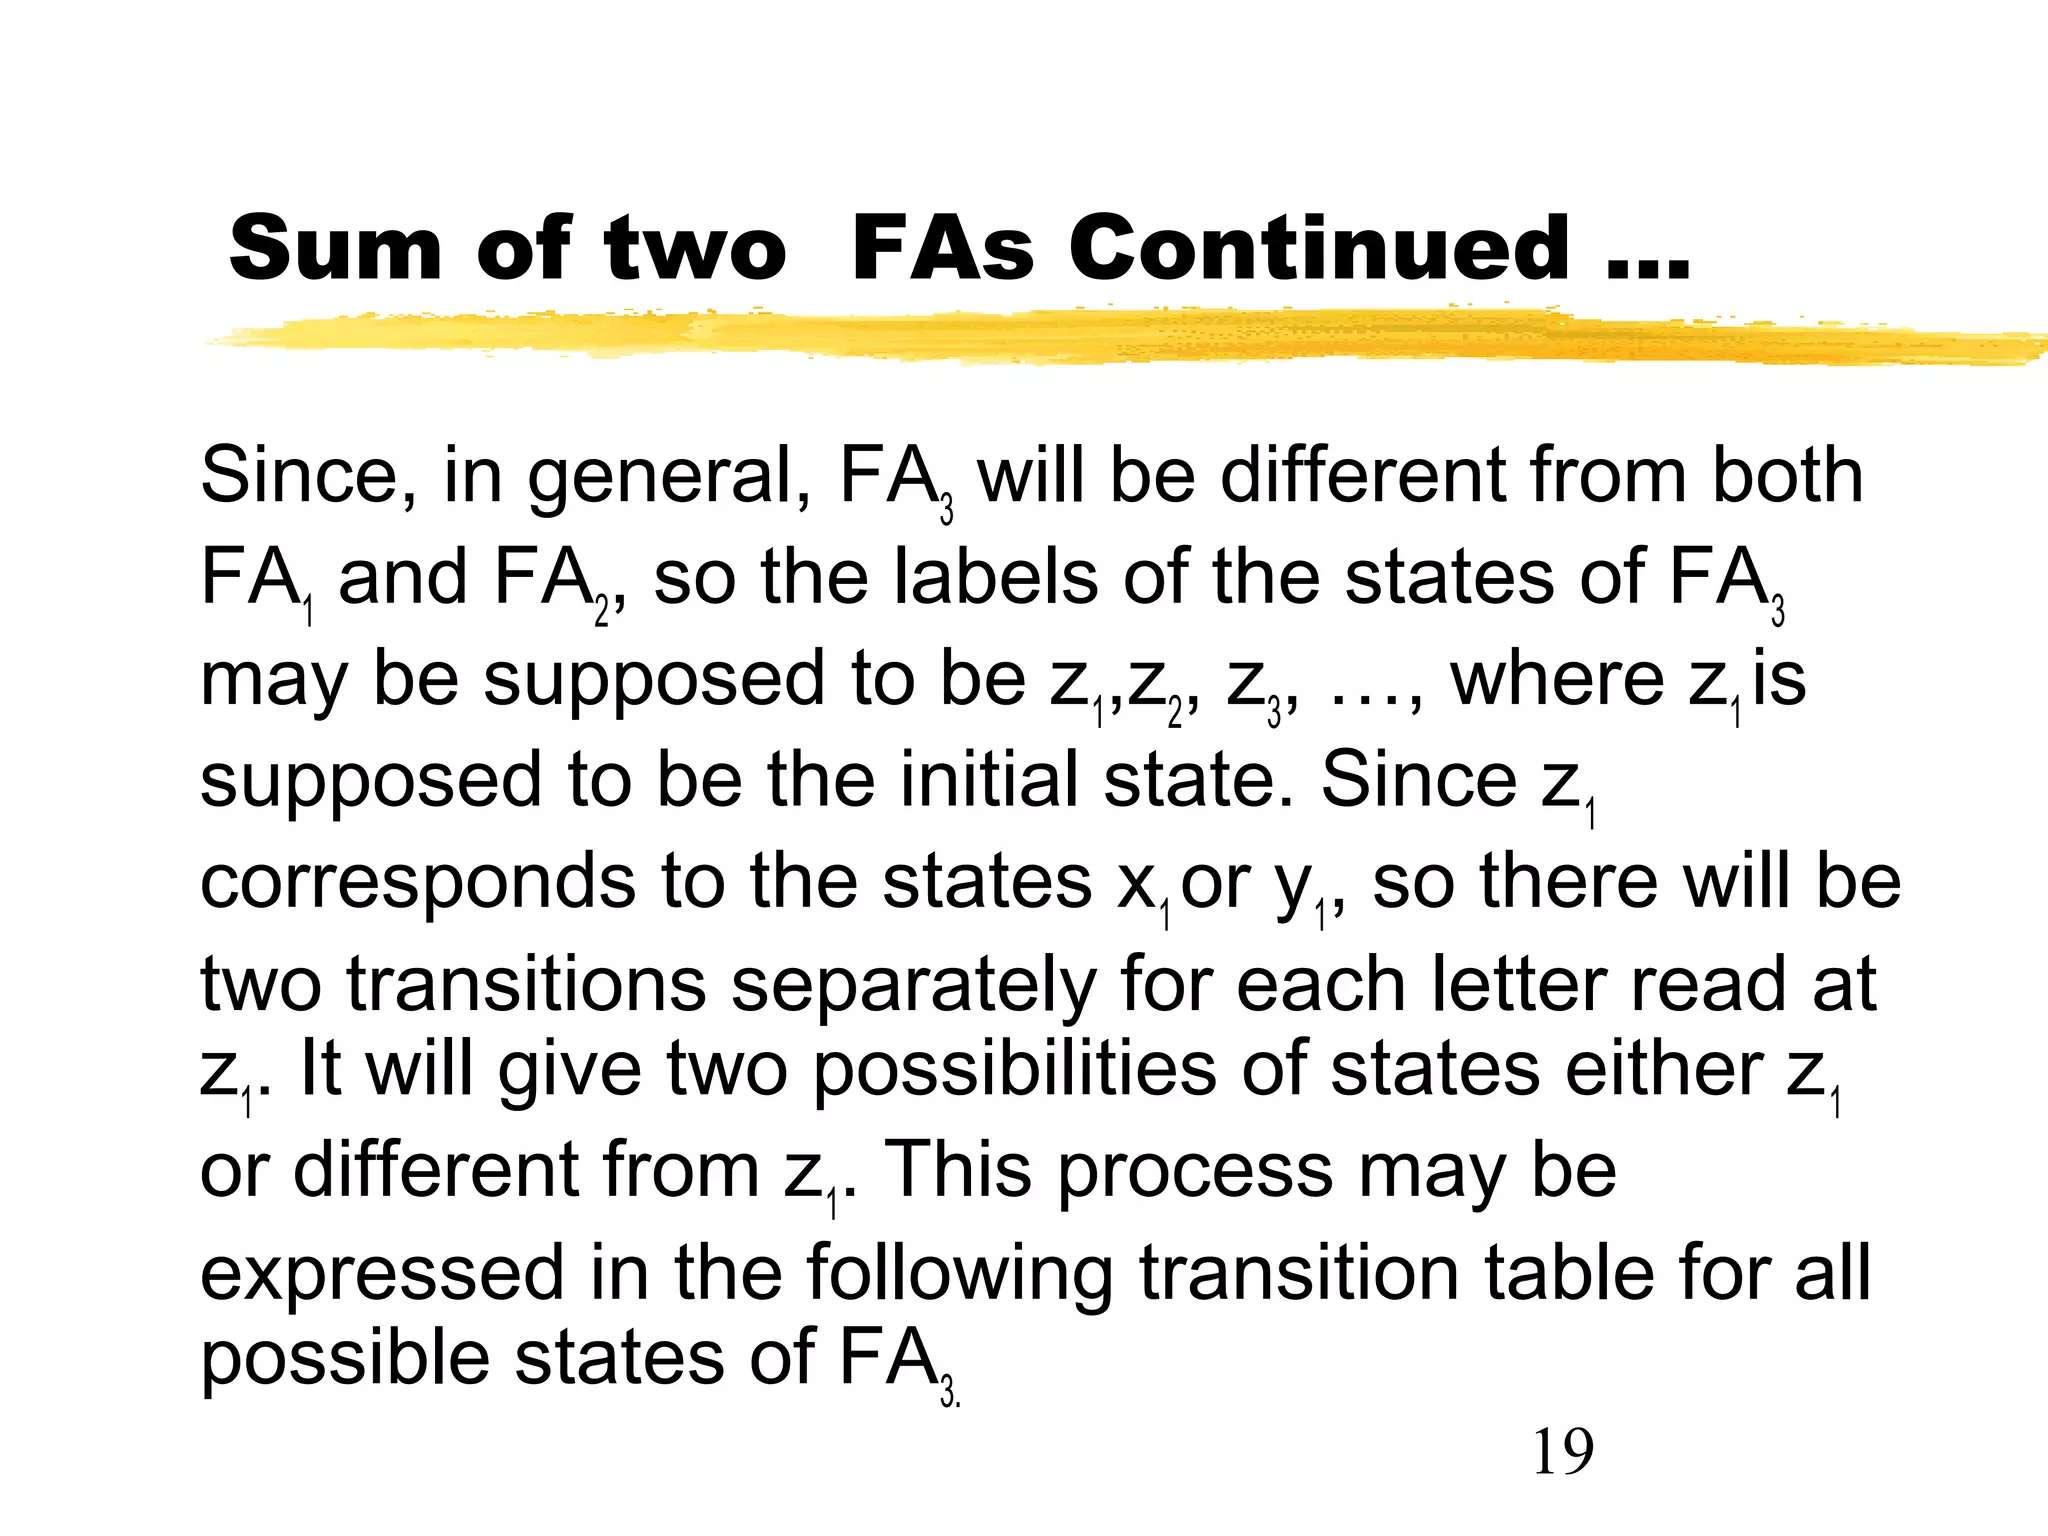 Sum of two  FAs Continued ...
Since, in general, FA₃ will be different from both
FA₁ and FA₂, so the labels of the states of FA₃
may be supposed to be z₁,z₂, z₃, …, where z₁ is
supposed to be the initial state. Since z₁
corresponds to the states x₁ or y₁, so there will be
two transitions separately for each letter read at
z₁. It will give two possibilities of states either z₁
or different from z₁. This process may be
expressed in the following transition table for all
possible states of FA₃.
19